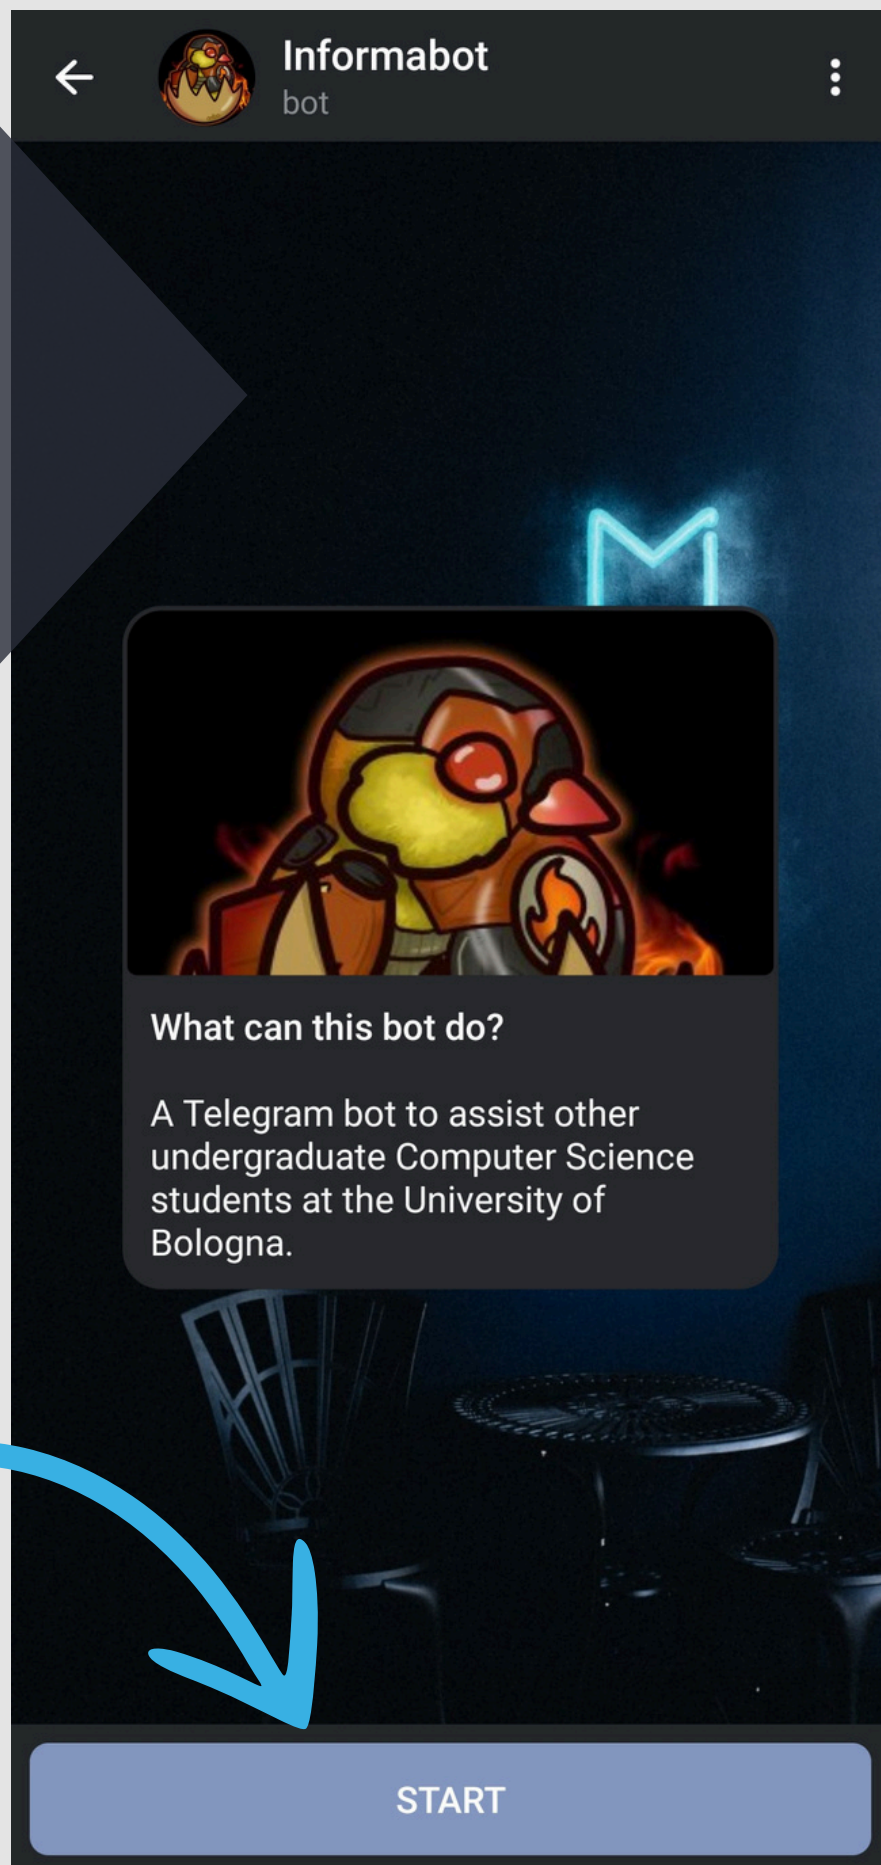 Informabot
bot
What can this bot do?
A Telegram bot to assist other
undergraduate Computer Science
students at the University of
Bologna.
START